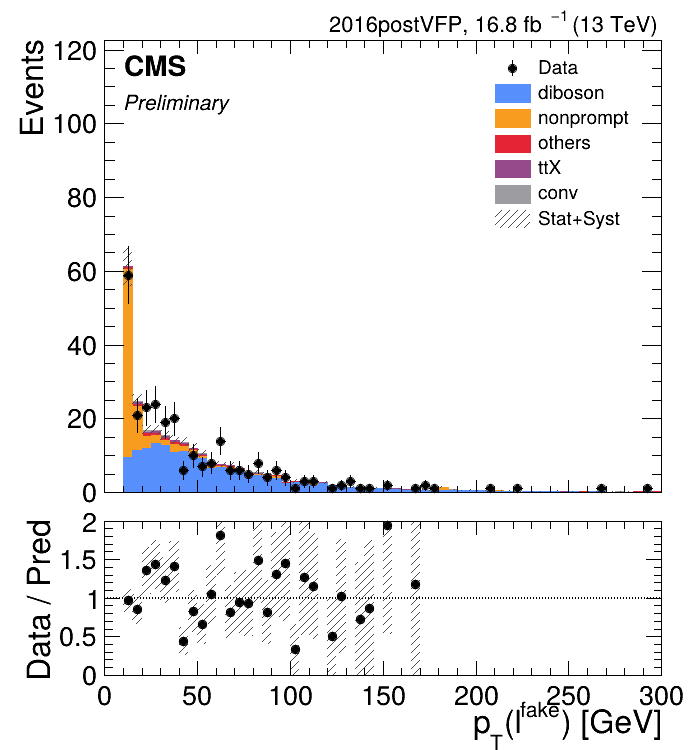 2016postVFP, 16.8 fb⁻¹ (13 TeV)
CMS
Preliminary
Events
120
100
80
60
40
20
0
Data
diboson
nonprompt
others
ttX
conv
Stat+Syst
Data / Pred
2
1.5
1
0.5
0
0 50 100 150 200 250 300
p_T(l^fake) [GeV]